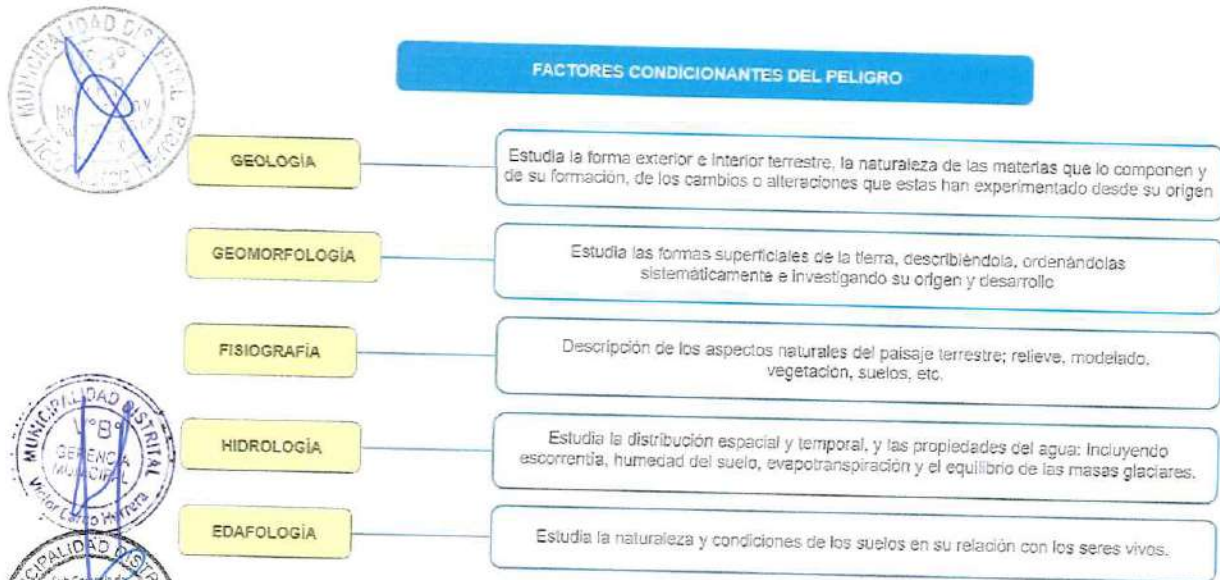 MUNICIPALIDAD DISTRITAL
FACTORES CONDICIONANTES DEL PELIGRO
GEOLOGÍA
Estudia la forma exterior e interior terrestre, la naturaleza de las materias que lo componen y
de su formación, de los cambios o alteraciones que estas han experimentado desde su origen
GEOMORFOLOGÍA
Estudia las formas superficiales de la tierra, describiéndola, ordenándolas
sistemáticamente e investigando su origen y desarrollo
FISIOGRAFÍA
Descripción de los aspectos naturales del paisaje terrestre; relieve, modelado,
vegetación, suelos, etc.
MUNICIPALIDAD DISTRITAL
V°B°
GERENCIA
MUNICIPAL
Víctor Larco Herrera
HIDROLOGÍA
Estudia la distribución espacial y temporal, y las propiedades del agua: incluyendo
escorrentía, humedad del suelo, evapotranspiración y el equilibrio de las masas glaciares.
EDAFOLOGÍA
Estudia la naturaleza y condiciones de los suelos en su relación con los seres vivos.